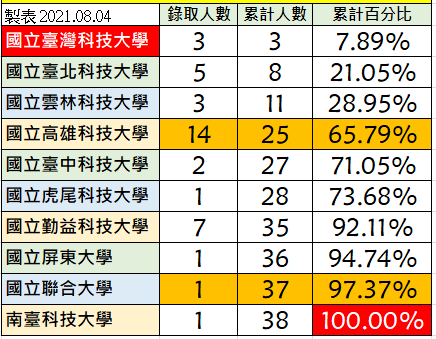 製表2021.08.04 錄取人數 累計人數 累計百分比
國立臺灣科技大學 3 3 7.89%
國立臺北科技大學 5 8 21.05%
國立雲林科技大學 3 11 28.95%
國立高雄科技大學 14 25 65.79%
國立臺中科技大學 2 27 71.05%
國立虎尾科技大學 1 28 73.68%
國立勤益科技大學 7 35 92.11%
國立屏東大學 1 36 94.74%
國立聯合大學 1 37 97.37%
南臺科技大學 1 38 100.00%